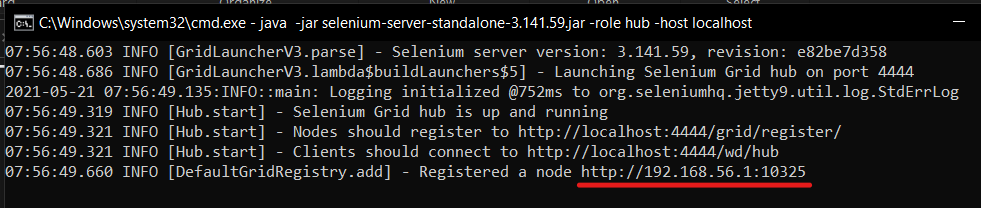 C:\Windows\system32\cmd.exe - java  -jar selenium-server-standalone-3.141.59.jar -role hub -host localhost
07:56:48.603 INFO [GridLauncherV3.parse] - Selenium server version: 3.141.59, revision: e82be7d358
07:56:48.686 INFO [GridLauncherV3.lambda$buildLaunchers$5] - Launching Selenium Grid hub on port 4444
2021-05-21 07:56:49.135:INFO::main: Logging initialized @752ms to org.seleniumhq.jetty9.util.log.StdErrLog
07:56:49.319 INFO [Hub.start] - Selenium Grid hub is up and running
07:56:49.321 INFO [Hub.start] - Nodes should register to http://localhost:4444/grid/register/
07:56:49.321 INFO [Hub.start] - Clients should connect to http://localhost:4444/wd/hub
07:56:49.660 INFO [DefaultGridRegistry.add] - Registered a node http://192.168.56.1:10325